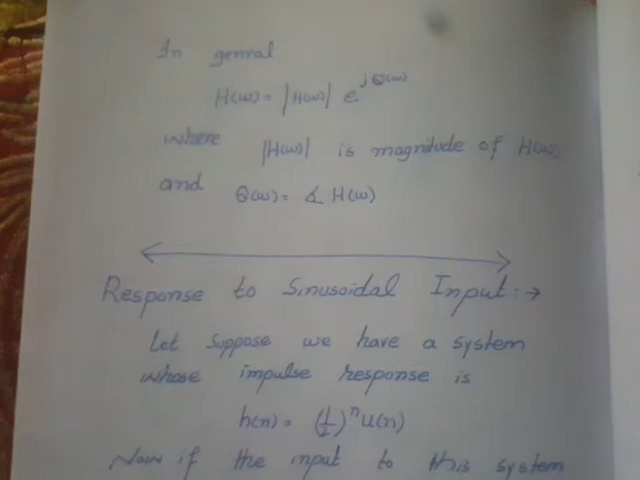 In genral
H(ω) = |H(ω)| e^{jθ(ω)}
where |H(ω)| is magnitude of H(ω)
and θ(ω) = ∡ H(ω)
Response to Sinusoidal Input:→
Let Suppose we have a system
whose impulse response is
h(n) = (1/2)^n u(n)
Now if the input to this system